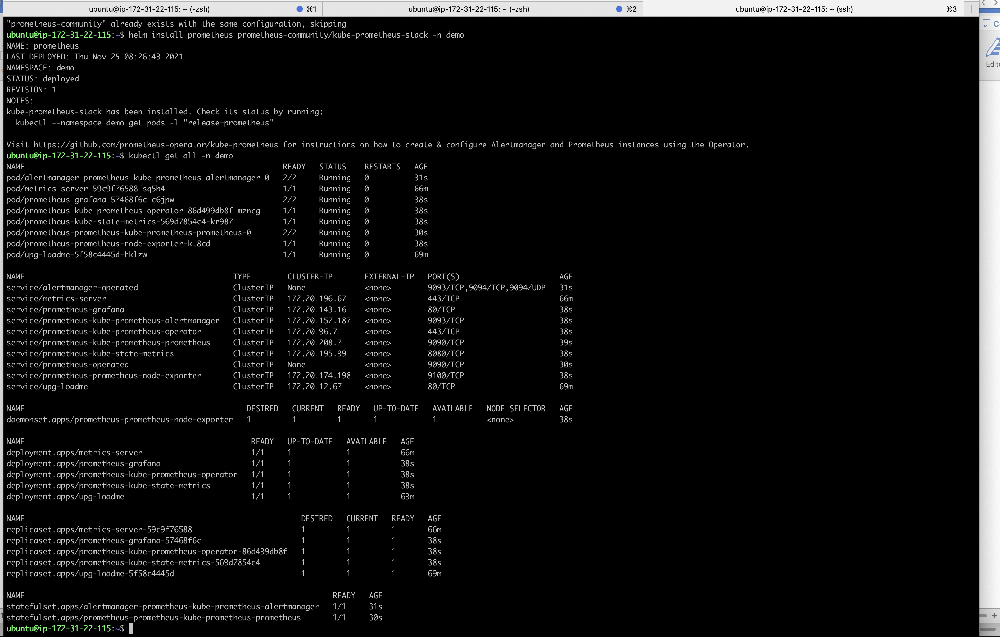 ubuntu@ip-172-31-22-115: ~ (-zsh) ⌘1 ubuntu@ip-172-31-22-115: ~ (-zsh) ⌘2 ubuntu@ip-172-31-22-115: ~ (ssh) ⌘3
"prometheus-community" already exists with the same configuration, skipping
ubuntu@ip-172-31-22-115:~$ helm install prometheus prometheus-community/kube-prometheus-stack -n demo
NAME: prometheus
LAST DEPLOYED: Thu Nov 25 08:26:43 2021
NAMESPACE: demo
STATUS: deployed
REVISION: 1
NOTES:
kube-prometheus-stack has been installed. Check its status by running:
  kubectl --namespace demo get pods -l "release=prometheus"

Visit https://github.com/prometheus-operator/kube-prometheus for instructions on how to create & configure Alertmanager and Prometheus instances using the Operator.
ubuntu@ip-172-31-22-115:~$ kubectl get all -n demo
NAME READY STATUS RESTARTS AGE
pod/alertmanager-prometheus-kube-prometheus-alertmanager-0 2/2 Running 0 31s
pod/metrics-server-59c9f76588-sq5b4 1/1 Running 0 66m
pod/prometheus-grafana-57468f6c-c6jpw 2/2 Running 0 38s
pod/prometheus-kube-prometheus-operator-86d499db8f-mzncg 1/1 Running 0 38s
pod/prometheus-kube-state-metrics-569d7854c4-kr987 1/1 Running 0 38s
pod/prometheus-prometheus-kube-prometheus-prometheus-0 2/2 Running 0 30s
pod/prometheus-prometheus-node-exporter-kt8cd 1/1 Running 0 38s
pod/upg-loadme-5f58c4445d-hklzw 1/1 Running 0 69m

NAME TYPE CLUSTER-IP EXTERNAL-IP PORT(S) AGE
service/alertmanager-operated ClusterIP None <none> 9093/TCP,9094/TCP,9094/UDP 31s
service/metrics-server ClusterIP 172.20.196.67 <none> 443/TCP 66m
service/prometheus-grafana ClusterIP 172.20.143.16 <none> 80/TCP 38s
service/prometheus-kube-prometheus-alertmanager ClusterIP 172.20.157.187 <none> 9093/TCP 38s
service/prometheus-kube-prometheus-operator ClusterIP 172.20.96.7 <none> 443/TCP 38s
service/prometheus-kube-prometheus-prometheus ClusterIP 172.20.208.7 <none> 9090/TCP 39s
service/prometheus-kube-state-metrics ClusterIP 172.20.195.99 <none> 8080/TCP 38s
service/prometheus-operated ClusterIP None <none> 9090/TCP 30s
service/prometheus-prometheus-node-exporter ClusterIP 172.20.174.198 <none> 9100/TCP 38s
service/upg-loadme ClusterIP 172.20.12.67 <none> 80/TCP 69m

NAME DESIRED CURRENT READY UP-TO-DATE AVAILABLE NODE SELECTOR AGE
daemonset.apps/prometheus-prometheus-node-exporter 1 1 1 1 1 <none> 38s

NAME READY UP-TO-DATE AVAILABLE AGE
deployment.apps/metrics-server 1/1 1 1 66m
deployment.apps/prometheus-grafana 1/1 1 1 38s
deployment.apps/prometheus-kube-prometheus-operator 1/1 1 1 38s
deployment.apps/prometheus-kube-state-metrics 1/1 1 1 38s
deployment.apps/upg-loadme 1/1 1 1 69m

NAME DESIRED CURRENT READY AGE
replicaset.apps/metrics-server-59c9f76588 1 1 1 66m
replicaset.apps/prometheus-grafana-57468f6c 1 1 1 38s
replicaset.apps/prometheus-kube-prometheus-operator-86d499db8f 1 1 1 38s
replicaset.apps/prometheus-kube-state-metrics-569d7854c4 1 1 1 38s
replicaset.apps/upg-loadme-5f58c4445d 1 1 1 69m

NAME READY AGE
statefulset.apps/alertmanager-prometheus-kube-prometheus-alertmanager 1/1 31s
statefulset.apps/prometheus-prometheus-kube-prometheus-prometheus 1/1 30s
ubuntu@ip-172-31-22-115:~$